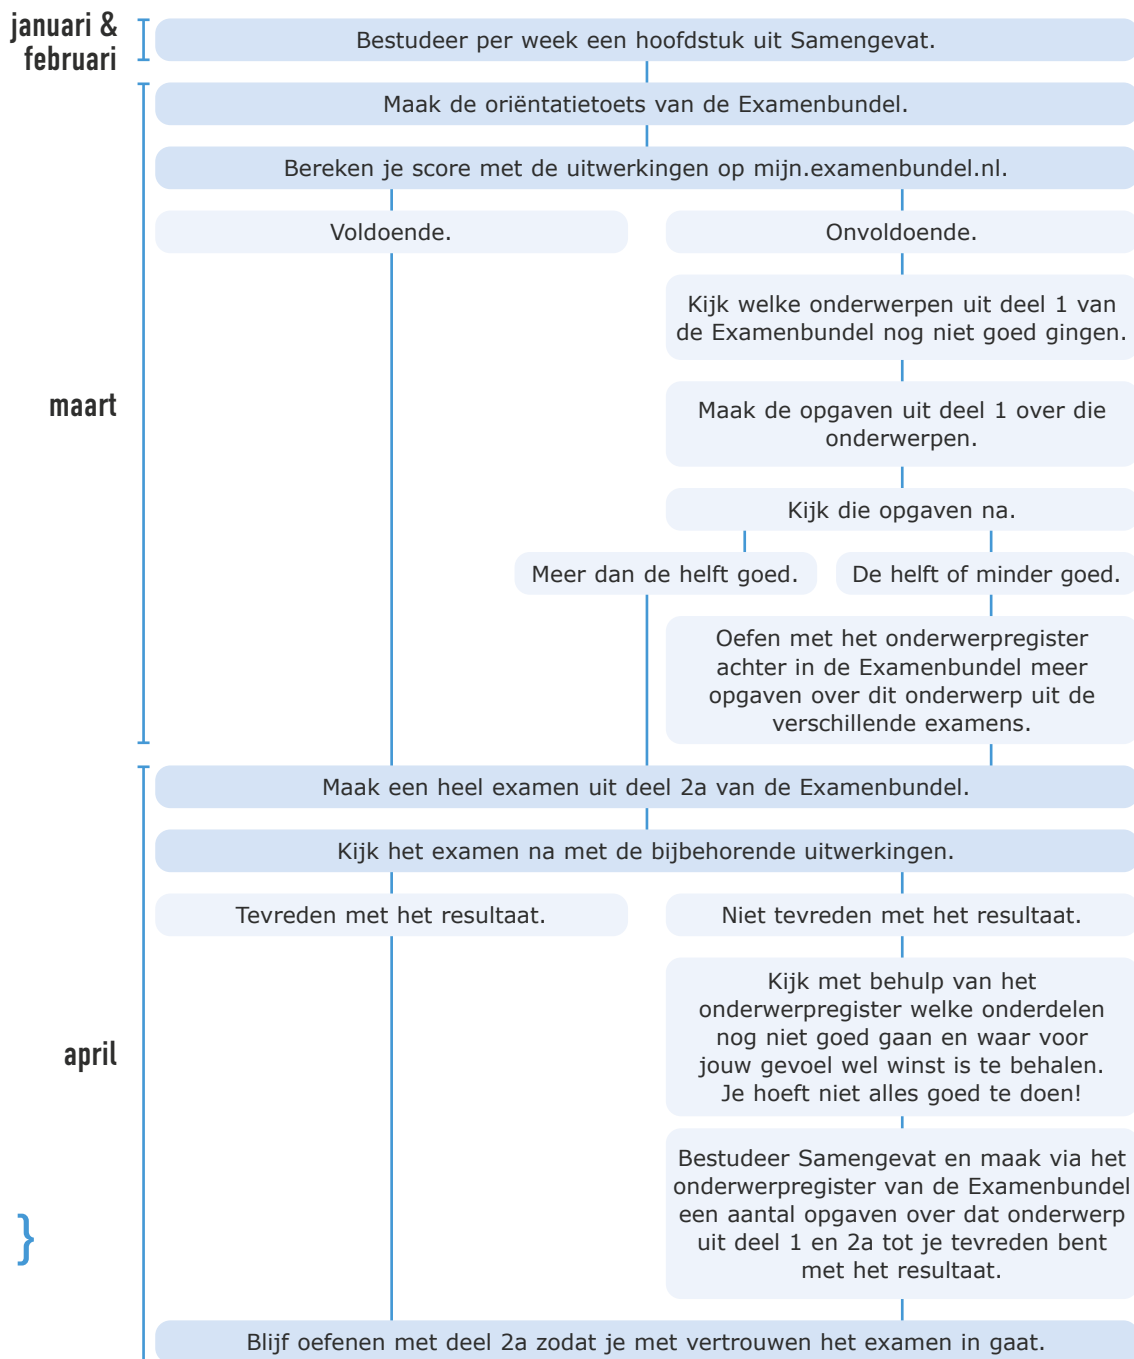 januari &
februari
Bestudeer per week een hoofdstuk uit Samengevat.
maart
Maak de oriëntatietoets van de Examenbundel.
Bereken je score met de uitwerkingen op mijn.examenbundel.nl.
Voldoende.
Onvoldoende.
Kijk welke onderwerpen uit deel 1 van
de Examenbundel nog niet goed gingen.
Maak de opgaven uit deel 1 over die
onderwerpen.
Kijk die opgaven na.
Meer dan de helft goed.
De helft of minder goed.
Oefen met het onderwerpregister
achter in de Examenbundel meer
opgaven over dit onderwerp uit de
verschillende examens.
april
Maak een heel examen uit deel 2a van de Examenbundel.
Kijk het examen na met de bijbehorende uitwerkingen.
Tevreden met het resultaat.
Niet tevreden met het resultaat.
Kijk met behulp van het
onderwerpregister welke onderdelen
nog niet goed gaan en waar voor
jouw gevoel wel winst is te behalen.
Je hoeft niet alles goed te doen!
Bestudeer Samengevat en maak via het
onderwerpregister van de Examenbundel
een aantal opgaven over dat onderwerp
uit deel 1 en 2a tot je tevreden bent
met het resultaat.
}
Blijf oefenen met deel 2a zodat je met vertrouwen het examen in gaat.